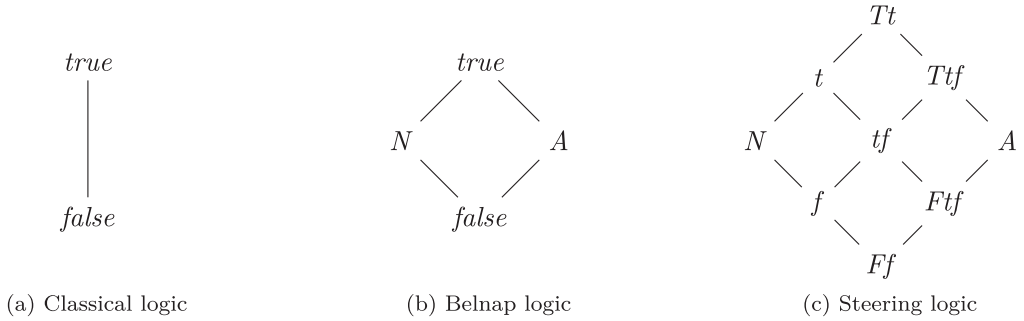 true
false
(a) Classical logic
true
N A
false
(b) Belnap logic
Tt
t Ttf
N tf A
f Ftf
Ff
(c) Steering logic